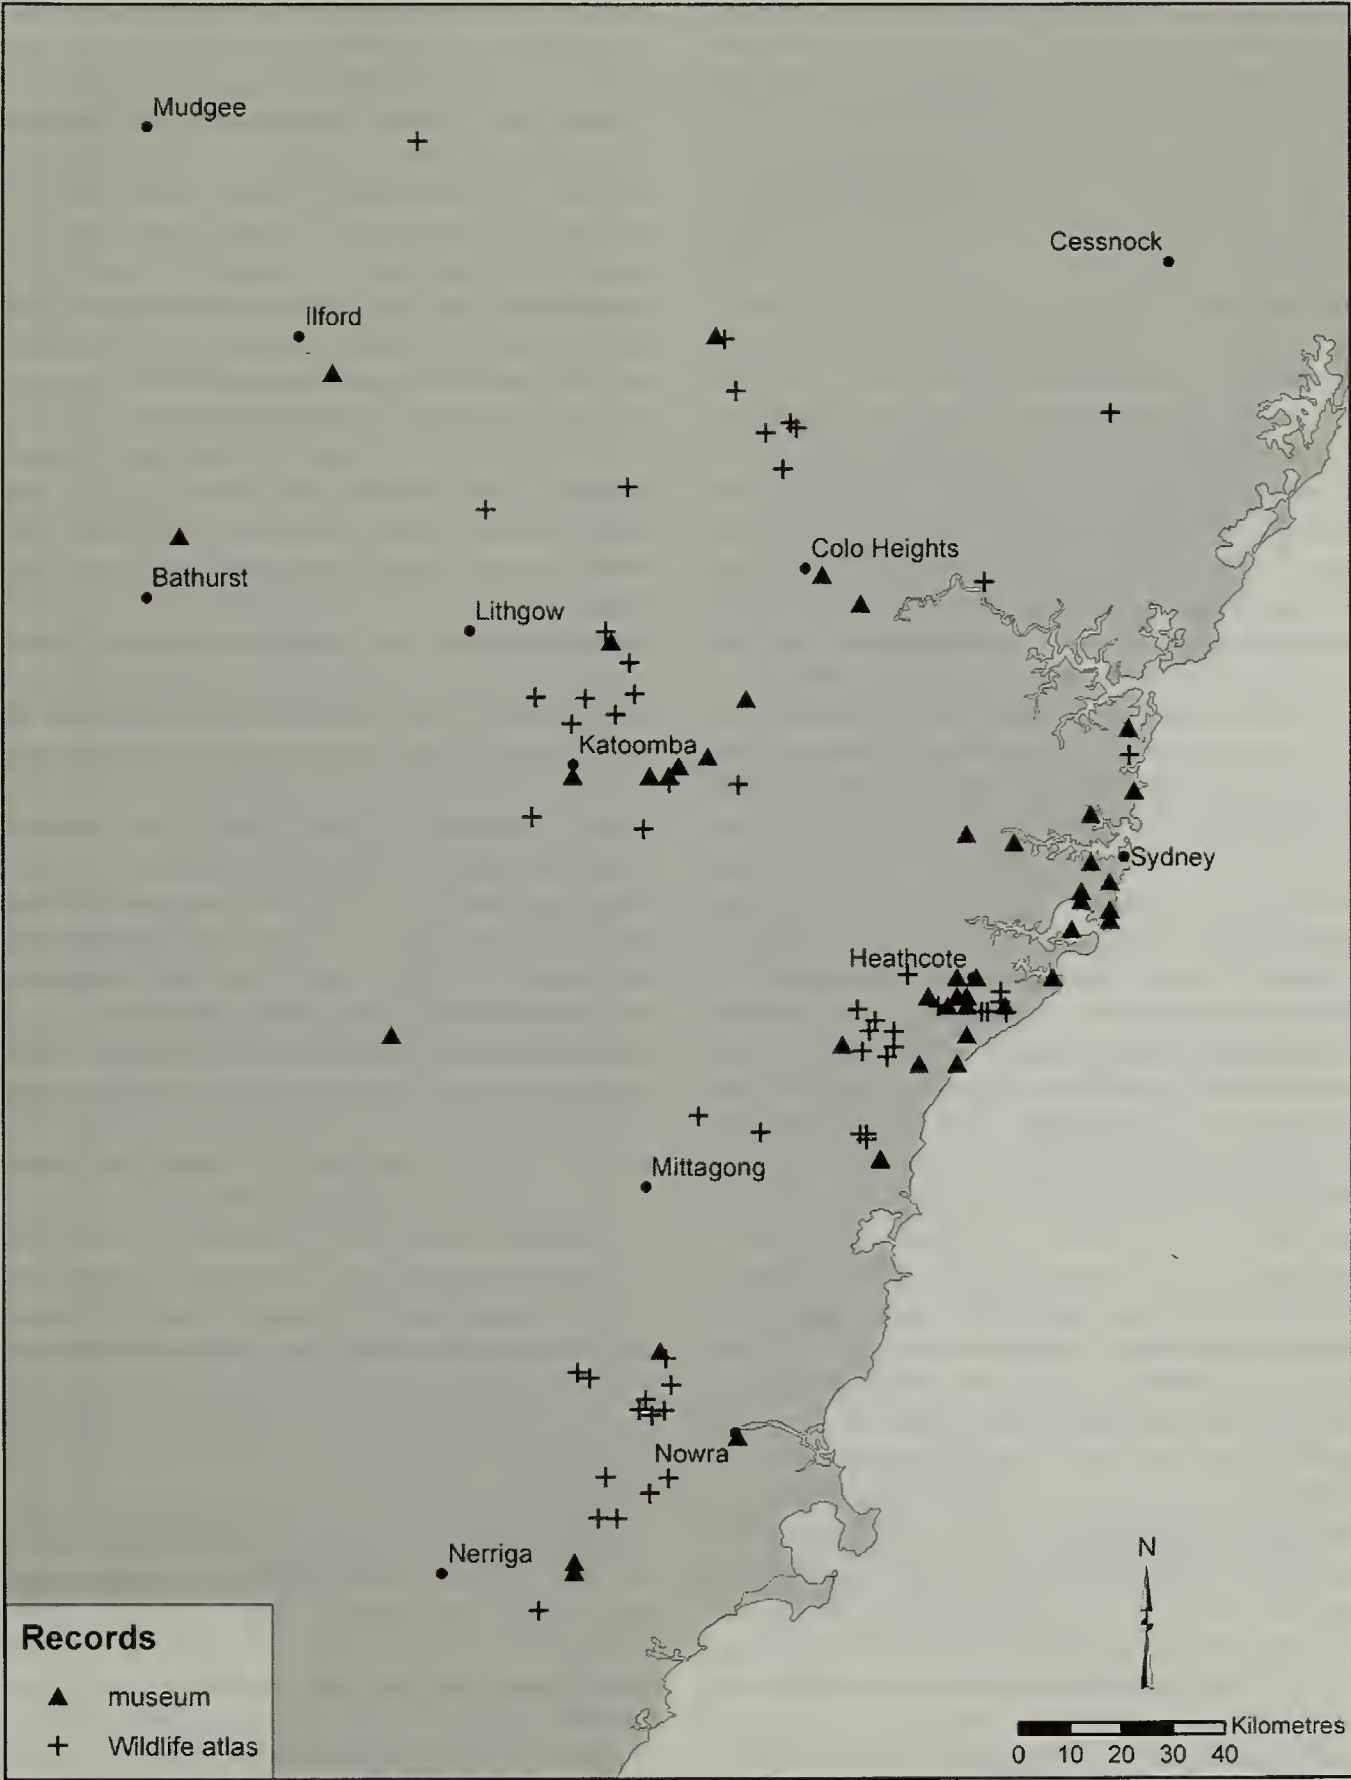 Mudgee
Cessnock
Ilford
Colo Heights
Bathurst
Lithgow
Katoomba
Sydney
Heathcote
Mittagong
Nowra
Nerriga
N
Records
museum
Wildlife atlas
Kilometres
0 10 20 30 40